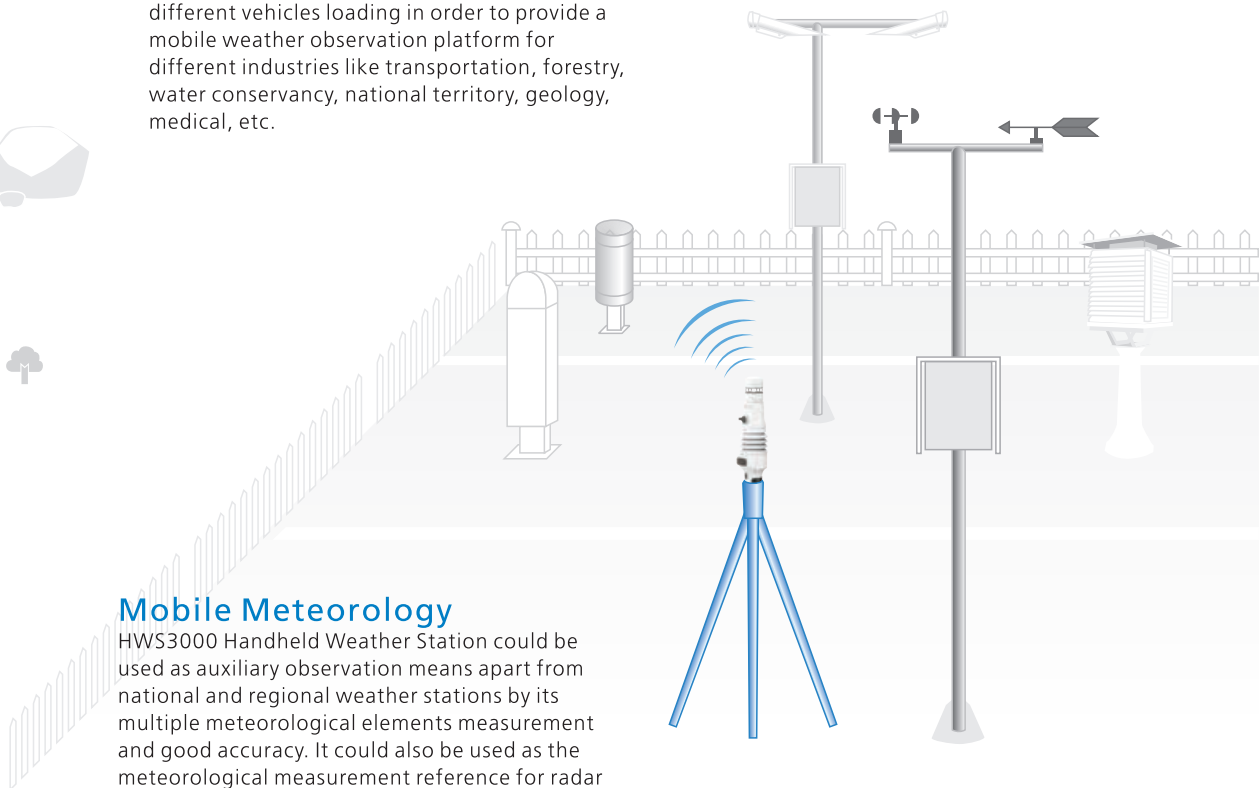 different vehicles loading in order to provide a
mobile weather observation platform for
different industries like transportation, forestry,
water conservancy, national territory, geology,
medical, etc.
Mobile Meteorology
HWS3000 Handheld Weather Station could be
used as auxiliary observation means apart from
national and regional weather stations by its
multiple meteorological elements measurement
and good accuracy. It could also be used as the
meteorological measurement reference for radar